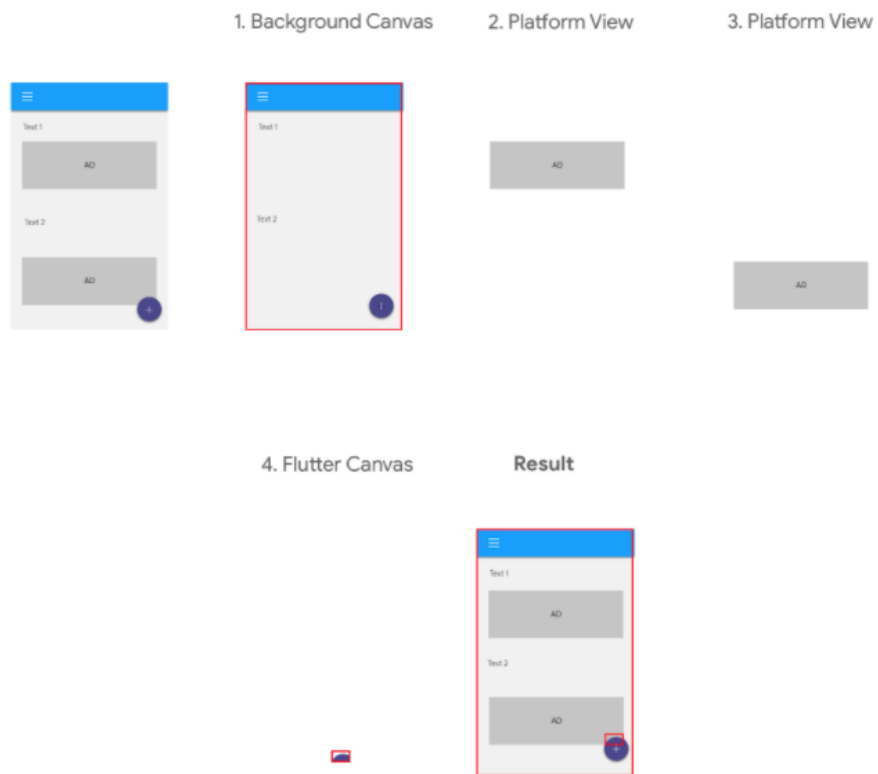 1. Background Canvas
2. Platform View
3. Platform View
Text 1
AD
Text 2
AD
+
Text 1
Text 2
AD
AD
4. Flutter Canvas
Result
Text 1
AD
Text 2
AD
+